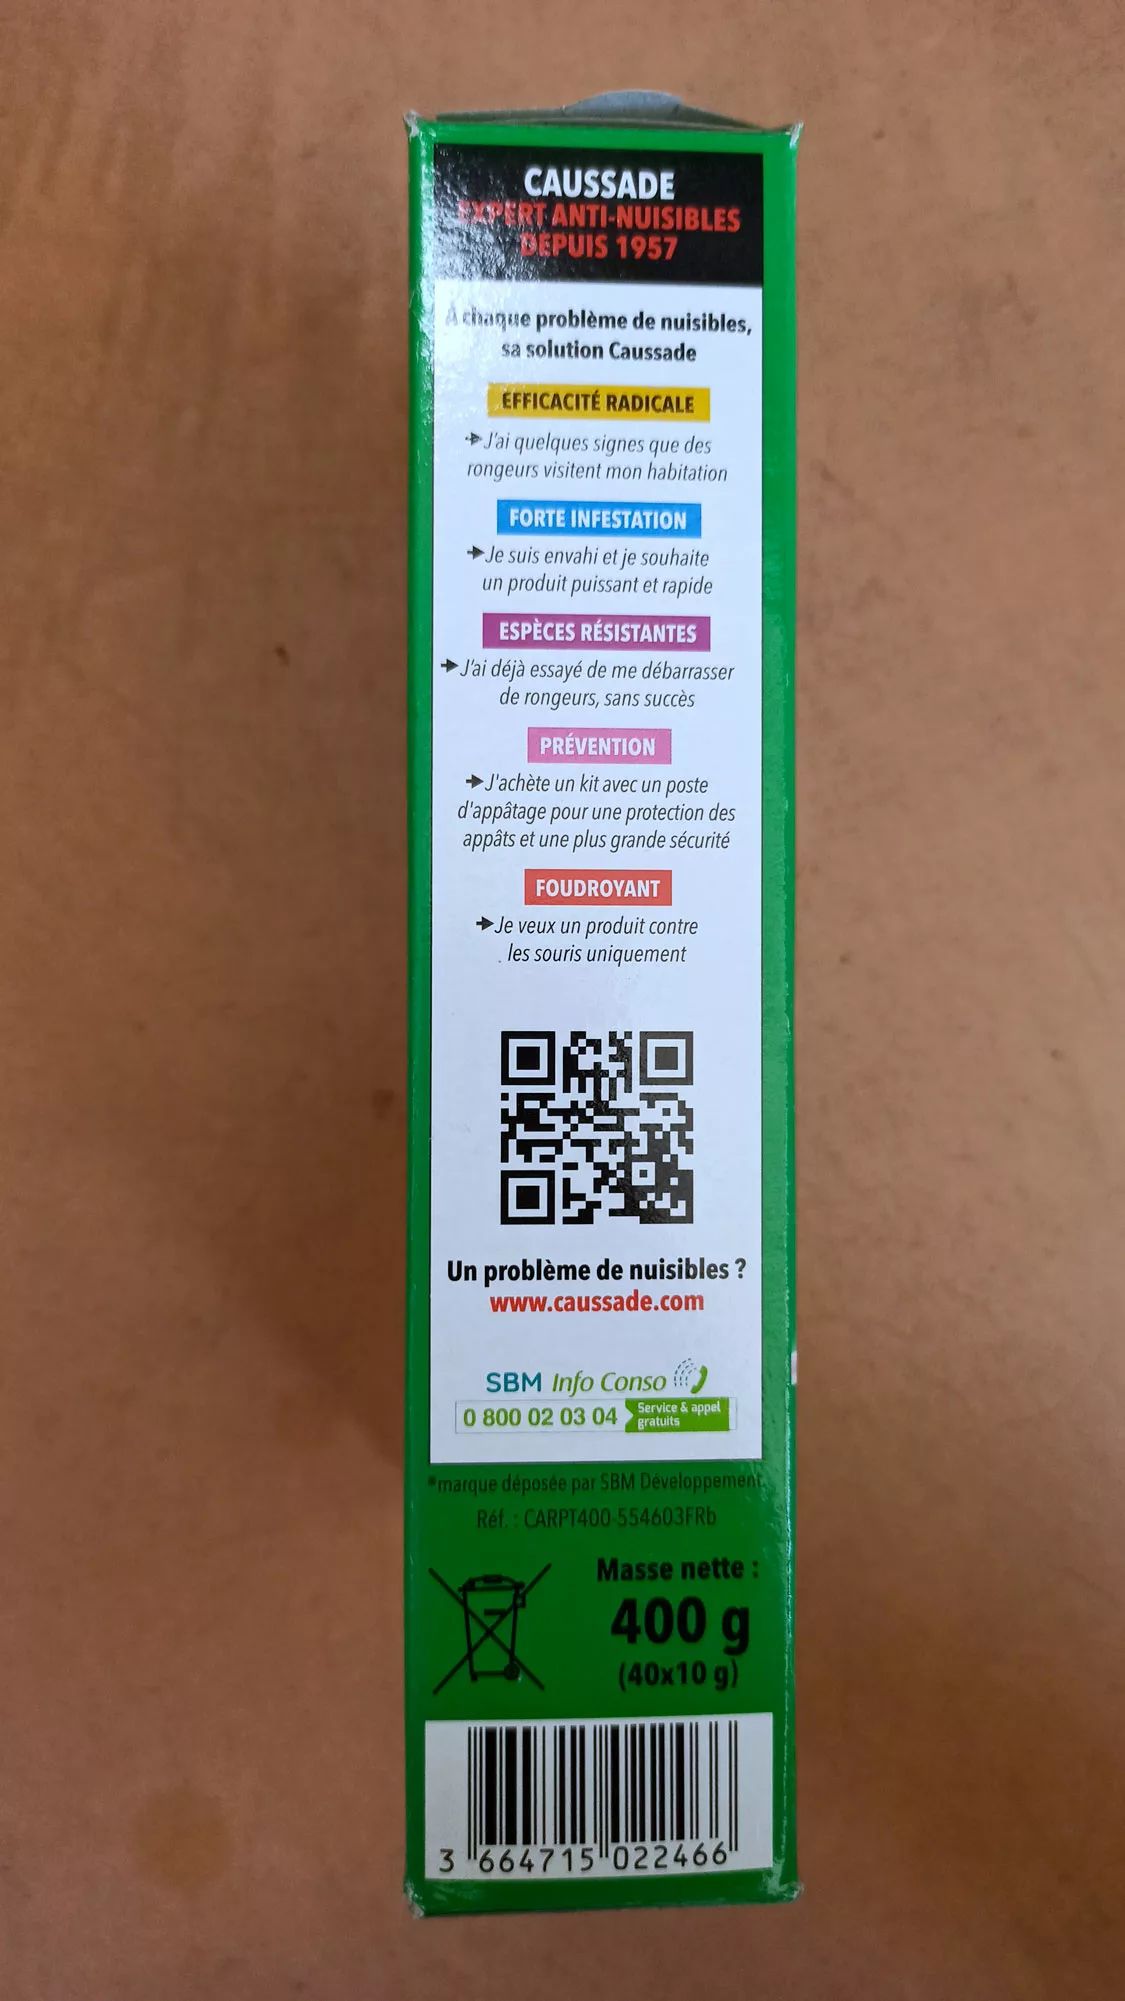 CAUSSADE
EXPERT ANTI-NUISIBLES
DEPUIS 1957
À chaque problème de nuisibles,
sa solution Caussade
EFFICACITÉ RADICALE
J'ai quelques signes que des
rongeurs visitent mon habitation
FORTE INFESTATION
Je suis envahi et je souhaite
un produit puissant et rapide
ESPÈCES RÉSISTANTES
J'ai déjà essayé de me débarrasser
de rongeurs, sans succès
PRÉVENTION
J'achète un kit avec un poste
d'appâtage pour une protection des
appâts et une plus grande sécurité
FOUDROYANT
Je veux un produit contre
les souris uniquement
Un problème de nuisibles ?
www.caussade.com
SBM Info Conso
0 800 02 03 04 Service & appel
gratuits
*marque déposée par SBM Développement.
Réf. : CARPT400-554603FRb
Masse nette :
400 g
(40x10 g)
3 664715 022466